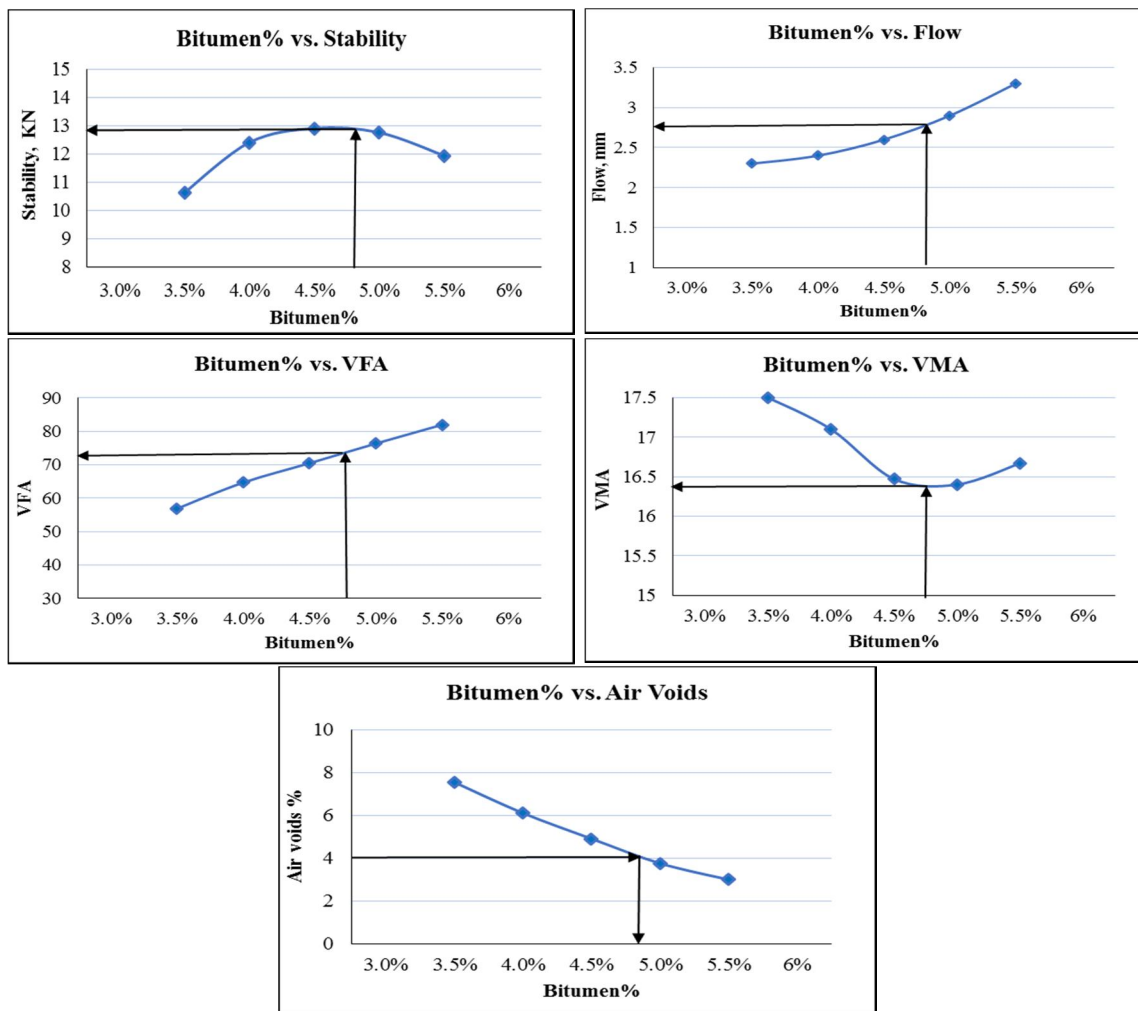 Bitumen% vs. Stability
15
14
13
12
11
10
9
8
Stability, KN
3.0% 3.5% 4.0% 4.5% 5.0% 5.5% 6%
Bitumen%
Bitumen% vs. Flow
3.5
3
2.5
2
1.5
1
Flow, mm
3.0% 3.5% 4.0% 4.5% 5.0% 5.5% 6%
Bitumen%
Bitumen% vs. VFA
90
80
70
60
50
40
30
VFA
3.0% 3.5% 4.0% 4.5% 5.0% 5.5% 6%
Bitumen%
Bitumen% vs. VMA
17.5
17
16.5
16
15.5
15
VMA
3.0% 3.5% 4.0% 4.5% 5.0% 5.5% 6%
Bitumen%
Bitumen% vs. Air Voids
10
8
6
4
2
0
Air voids %
3.0% 3.5% 4.0% 4.5% 5.0% 5.5% 6%
Bitumen%